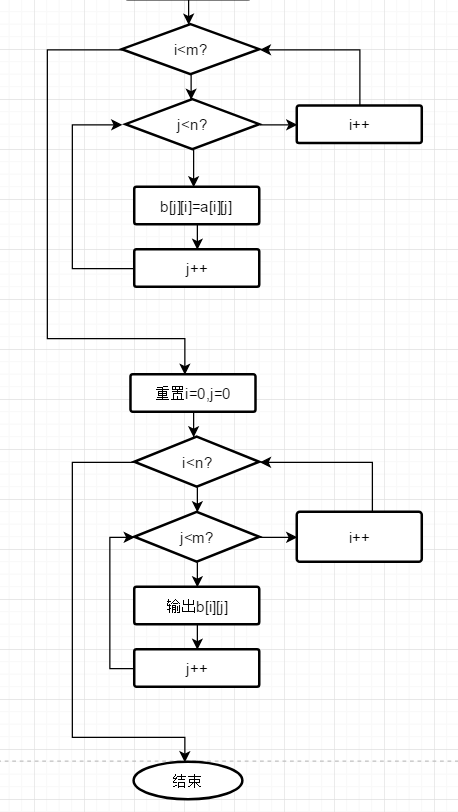 i<m?
j<n?
i++
b[j][i]=a[i][j]
j++
重置i=0,j=0
i<n?
j<m?
i++
输出b[i][j]
j++
结束